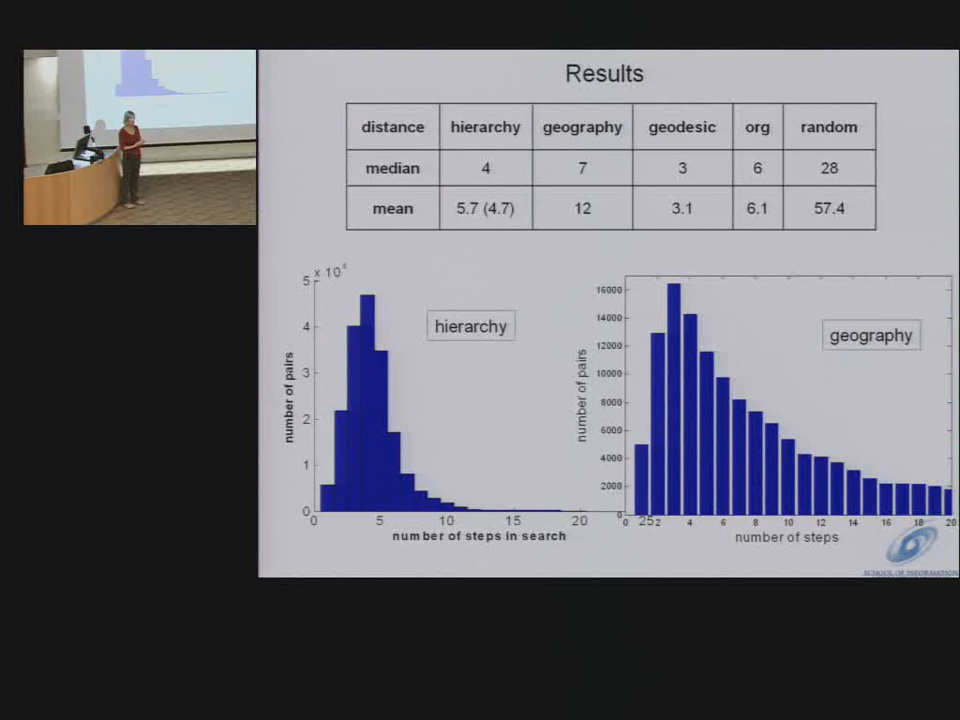 Results
distance hierarchy geography geodesic org random
median 4 7 3 6 28
mean 5.7 (4.7) 12 3.1 6.1 57.4
5 x 10⁴
4
3
2
1
0
0 5 10 15 20 25
number of pairs
number of steps in search
hierarchy
16000
14000
12000
10000
8000
6000
4000
2000
0
0 2 4 6 8 10 12 14 16 18 20
number of pairs
number of steps
geography
SCHOOL OF INFORMATION